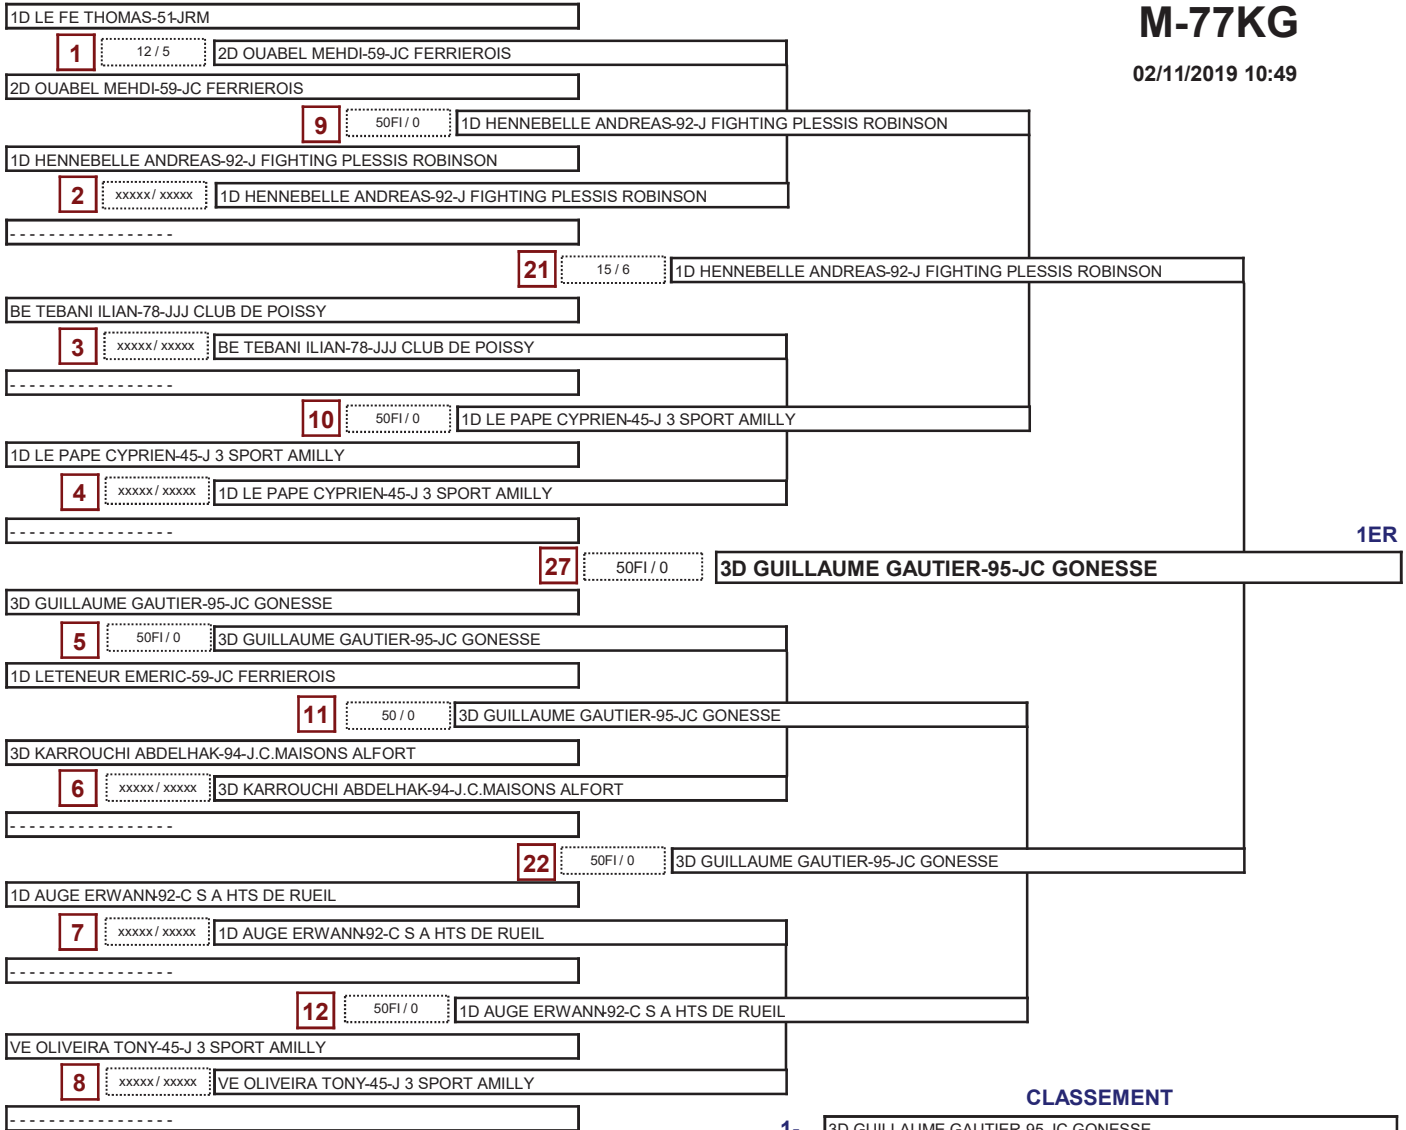 1D LE FE THOMAS-51-JRM
M-77KG
1
12 / 5
2D OUABEL MEHDI-59-JC FERRIEROIS
02/11/2019 10:49
2D OUABEL MEHDI-59-JC FERRIEROIS
9
50FI / 0
1D HENNEBELLE ANDREAS-92-J FIGHTING PLESSIS ROBINSON
1D HENNEBELLE ANDREAS-92-J FIGHTING PLESSIS ROBINSON
2
xxxxx / xxxxx
1D HENNEBELLE ANDREAS-92-J FIGHTING PLESSIS ROBINSON
- - - - - - - - - - - - - - - - -
21
15 / 6
1D HENNEBELLE ANDREAS-92-J FIGHTING PLESSIS ROBINSON
BE TEBANI ILIAN-78-JJJ CLUB DE POISSY
3
xxxxx / xxxxx
BE TEBANI ILIAN-78-JJJ CLUB DE POISSY
- - - - - - - - - - - - - - - - -
10
50FI / 0
1D LE PAPE CYPRIEN-45-J 3 SPORT AMILLY
1D LE PAPE CYPRIEN-45-J 3 SPORT AMILLY
4
xxxxx / xxxxx
1D LE PAPE CYPRIEN-45-J 3 SPORT AMILLY
- - - - - - - - - - - - - - - - -
1ER
27
50FI / 0
3D GUILLAUME GAUTIER-95-JC GONESSE
3D GUILLAUME GAUTIER-95-JC GONESSE
5
50FI / 0
3D GUILLAUME GAUTIER-95-JC GONESSE
1D LETENEUR EMERIC-59-JC FERRIEROIS
11
50 / 0
3D GUILLAUME GAUTIER-95-JC GONESSE
3D KARROUCHI ABDELHAK-94-J.C.MAISONS ALFORT
6
xxxxx / xxxxx
3D KARROUCHI ABDELHAK-94-J.C.MAISONS ALFORT
- - - - - - - - - - - - - - - - -
22
50FI / 0
3D GUILLAUME GAUTIER-95-JC GONESSE
1D AUGE ERWANN-92-C S A HTS DE RUEIL
7
xxxxx / xxxxx
1D AUGE ERWANN-92-C S A HTS DE RUEIL
- - - - - - - - - - - - - - - - -
12
50FI / 0
1D AUGE ERWANN-92-C S A HTS DE RUEIL
VE OLIVEIRA TONY-45-J 3 SPORT AMILLY
8
xxxxx / xxxxx
VE OLIVEIRA TONY-45-J 3 SPORT AMILLY
CLASSEMENT
- - - - - - - - - - - - - - - - -
1-
3D GUILLAUME GAUTIER-95-JC GONESSE